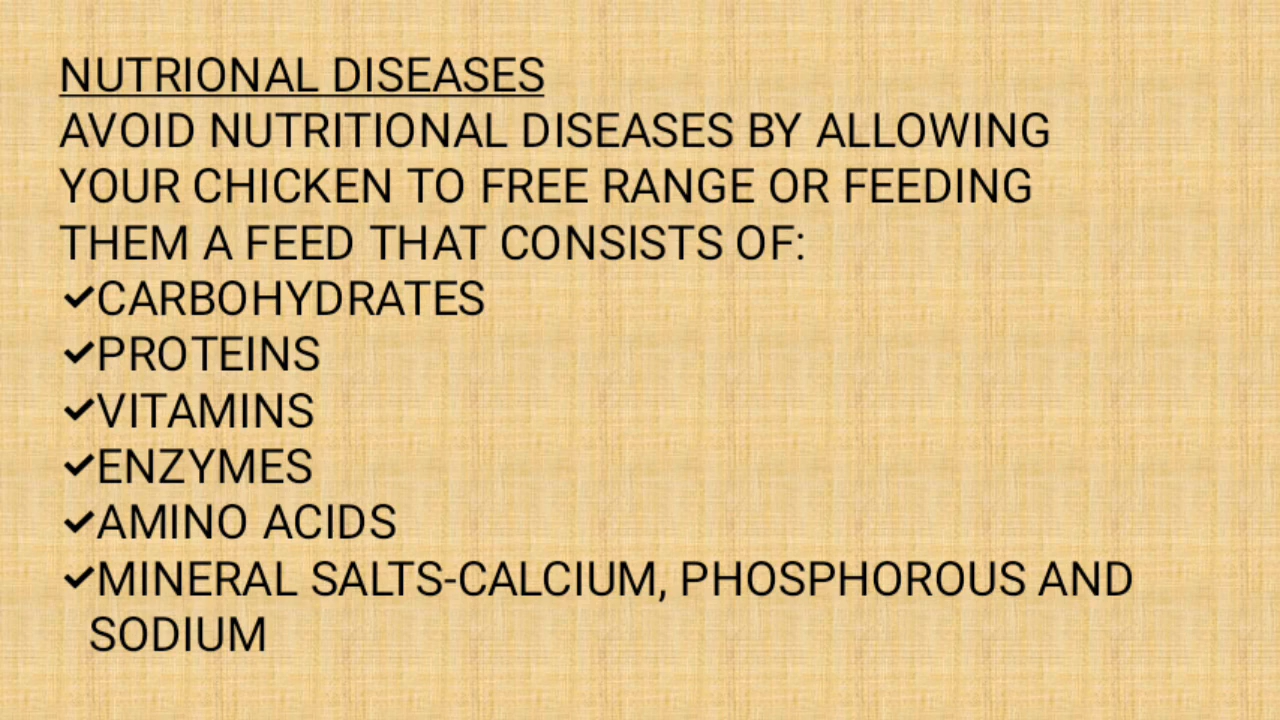 NUTRIONAL DISEASES
AVOID NUTRITIONAL DISEASES BY ALLOWING
YOUR CHICKEN TO FREE RANGE OR FEEDING
THEM A FEED THAT CONSISTS OF:
✔CARBOHYDRATES
✔PROTEINS
✔VITAMINS
✔ENZYMES
✔AMINO ACIDS
✔MINERAL SALTS-CALCIUM, PHOSPHOROUS AND
SODIUM